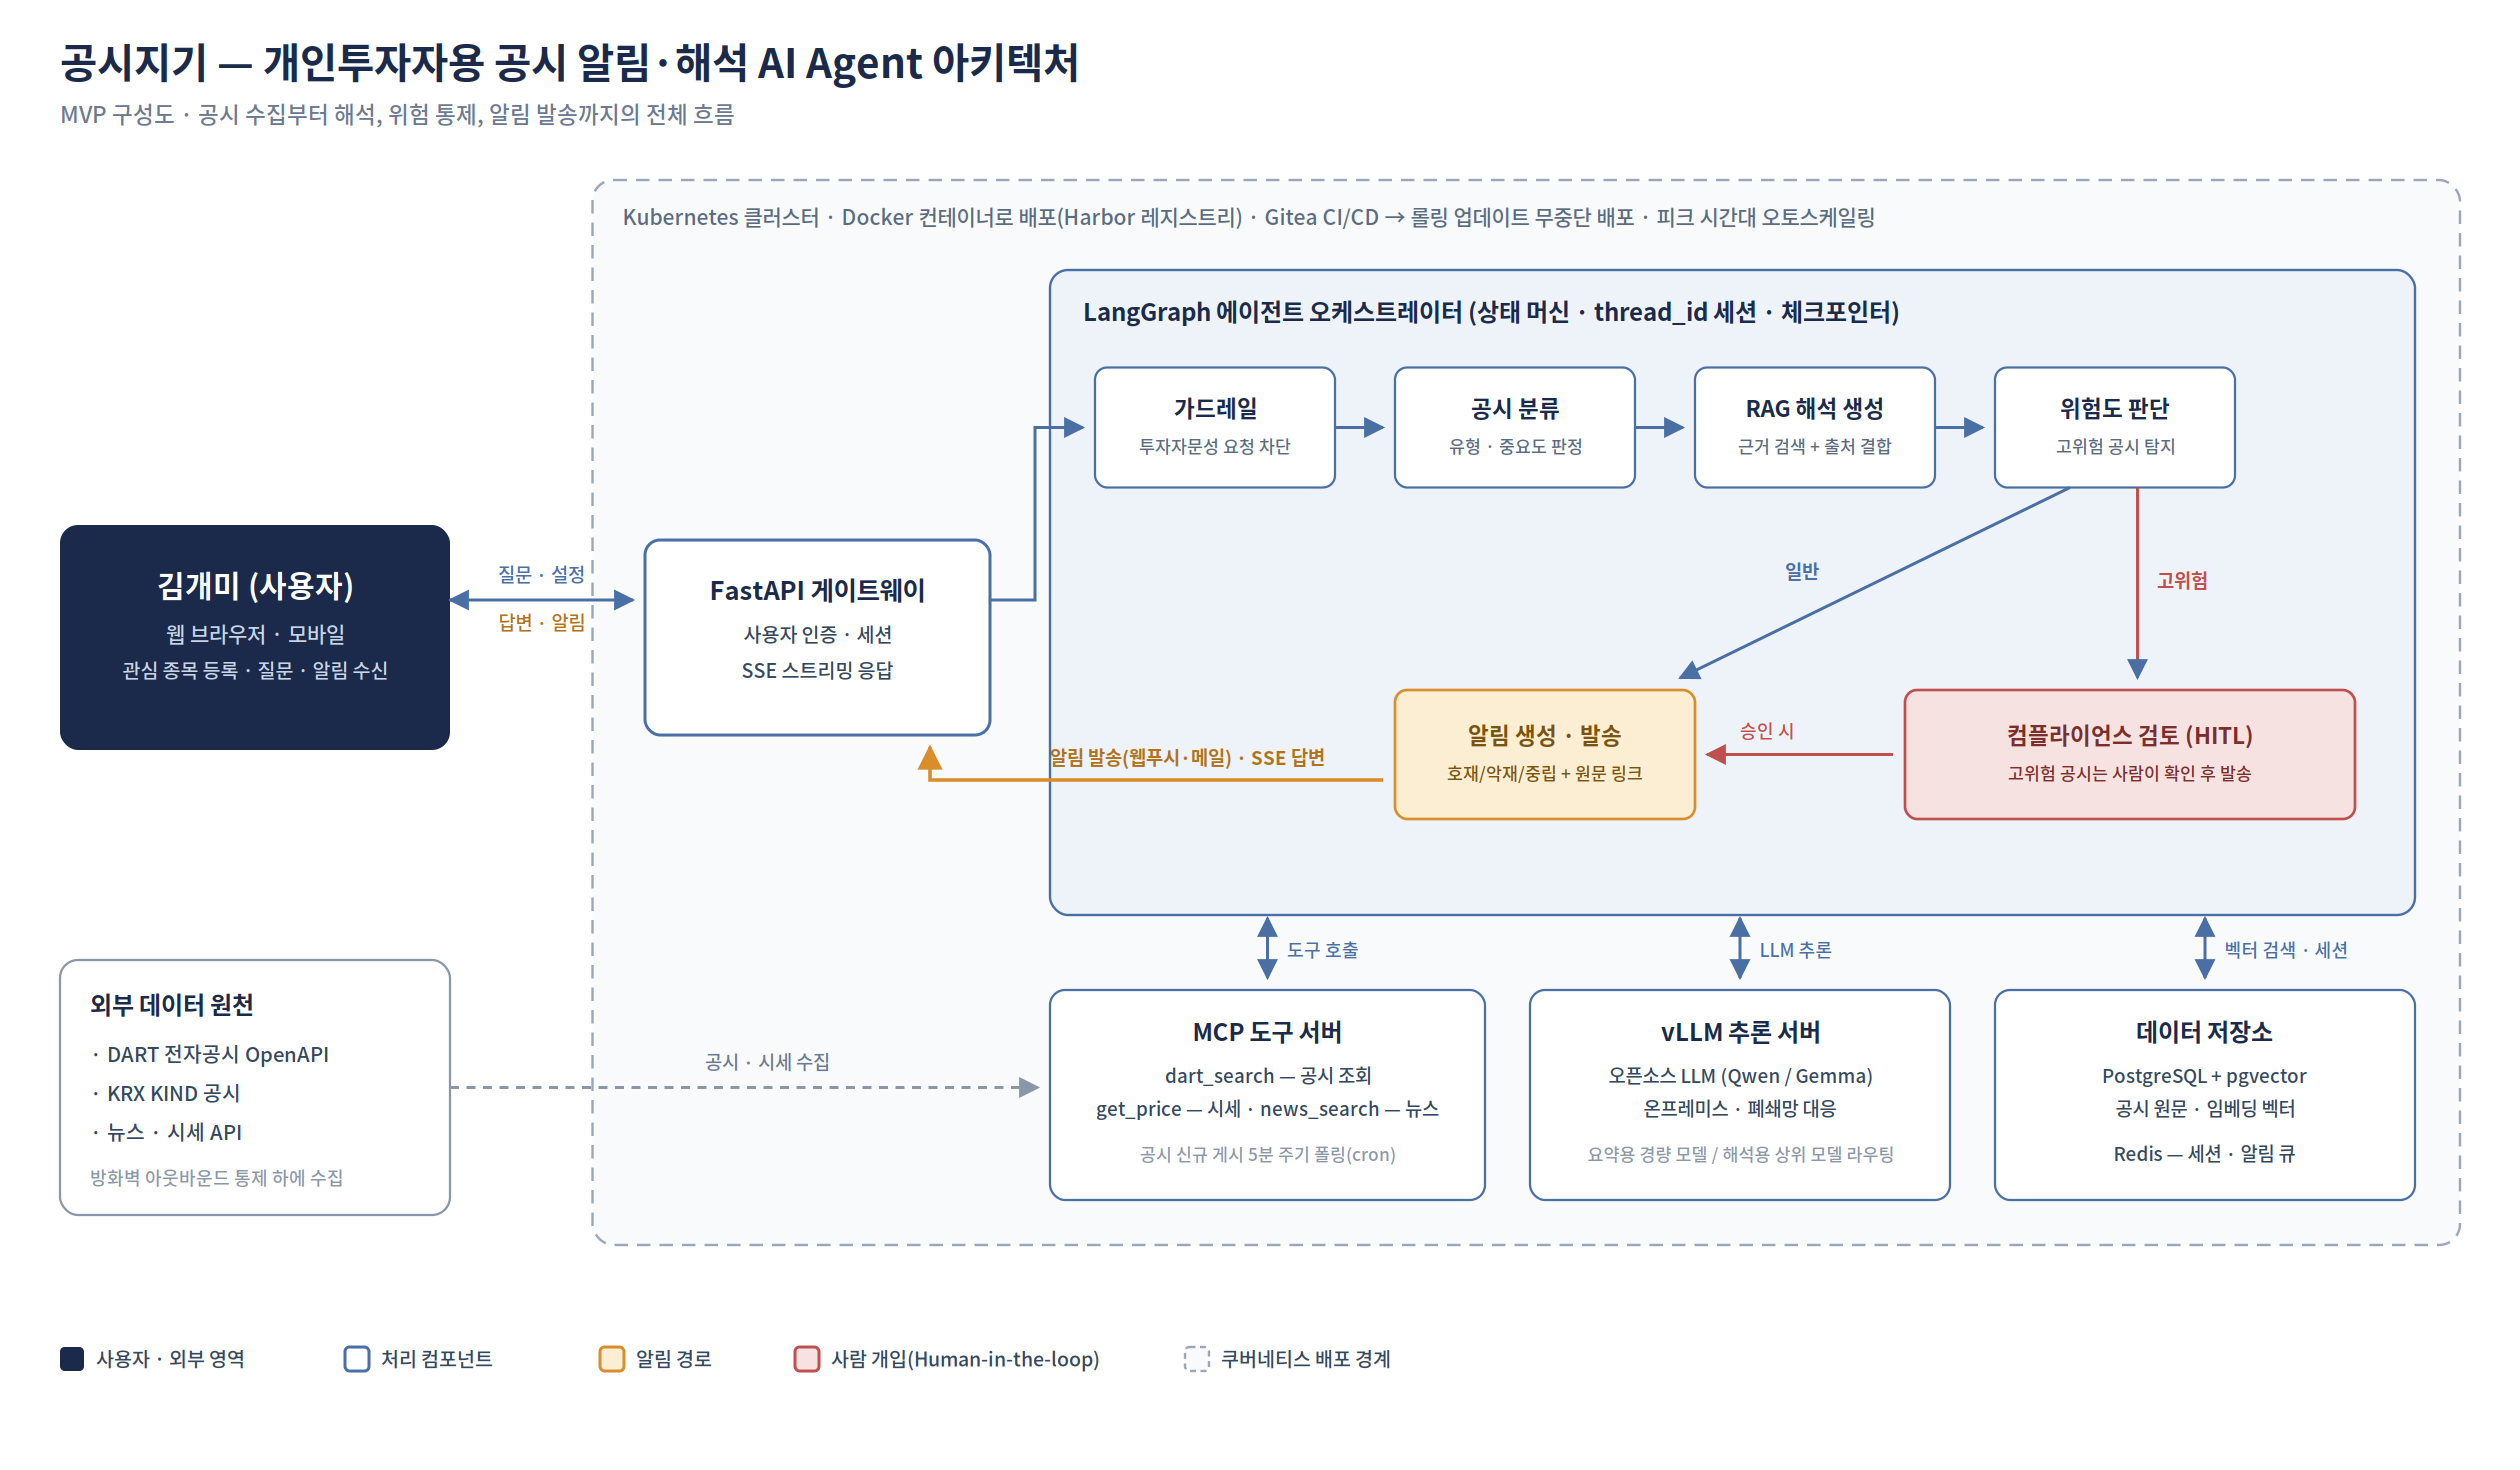 공시지기 — 개인투자자용 공시 알림·해석 AI Agent 아키텍처
MVP 구성도 · 공시 수집부터 해석, 위험 통제, 알림 발송까지의 전체 흐름
Kubernetes 클러스터 · Docker 컨테이너로 배포(Harbor 레지스트리) · Gitea CI/CD → 롤링 업데이트 무중단 배포 · 피크 시간대 오토스케일링
LangGraph 에이전트 오케스트레이터 (상태 머신 · thread_id 세션 · 체크포인터)
가드레일
투자자문성 요청 차단
공시 분류
유형 · 중요도 판정
RAG 해석 생성
근거 검색 + 출처 결합
위험도 판단
고위험 공시 탐지
김개미 (사용자)
웹 브라우저 · 모바일
관심 종목 등록 · 질문 · 알림 수신
질문 · 설정
답변 · 알림
FastAPI 게이트웨이
사용자 인증 · 세션
SSE 스트리밍 응답
일반
고위험
알림 발송(웹푸시·메일) · SSE 답변
알림 생성 · 발송
호재/악재/중립 + 원문 링크
승인 시
컴플라이언스 검토 (HITL)
고위험 공시는 사람이 확인 후 발송
도구 호출
LLM 추론
벡터 검색 · 세션
외부 데이터 원천
· DART 전자공시 OpenAPI
· KRX KIND 공시
· 뉴스 · 시세 API
방화벽 아웃바운드 통제 하에 수집
공시 · 시세 수집
MCP 도구 서버
dart_search — 공시 조회
get_price — 시세 · news_search — 뉴스
공시 신규 게시 5분 주기 폴링(cron)
vLLM 추론 서버
오픈소스 LLM (Qwen / Gemma)
온프레미스 · 폐쇄망 대응
요약용 경량 모델 / 해석용 상위 모델 라우팅
데이터 저장소
PostgreSQL + pgvector
공시 원문 · 임베딩 벡터
Redis — 세션 · 알림 큐
사용자 · 외부 영역
처리 컴포넌트
알림 경로
사람 개입(Human-in-the-loop)
쿠버네티스 배포 경계